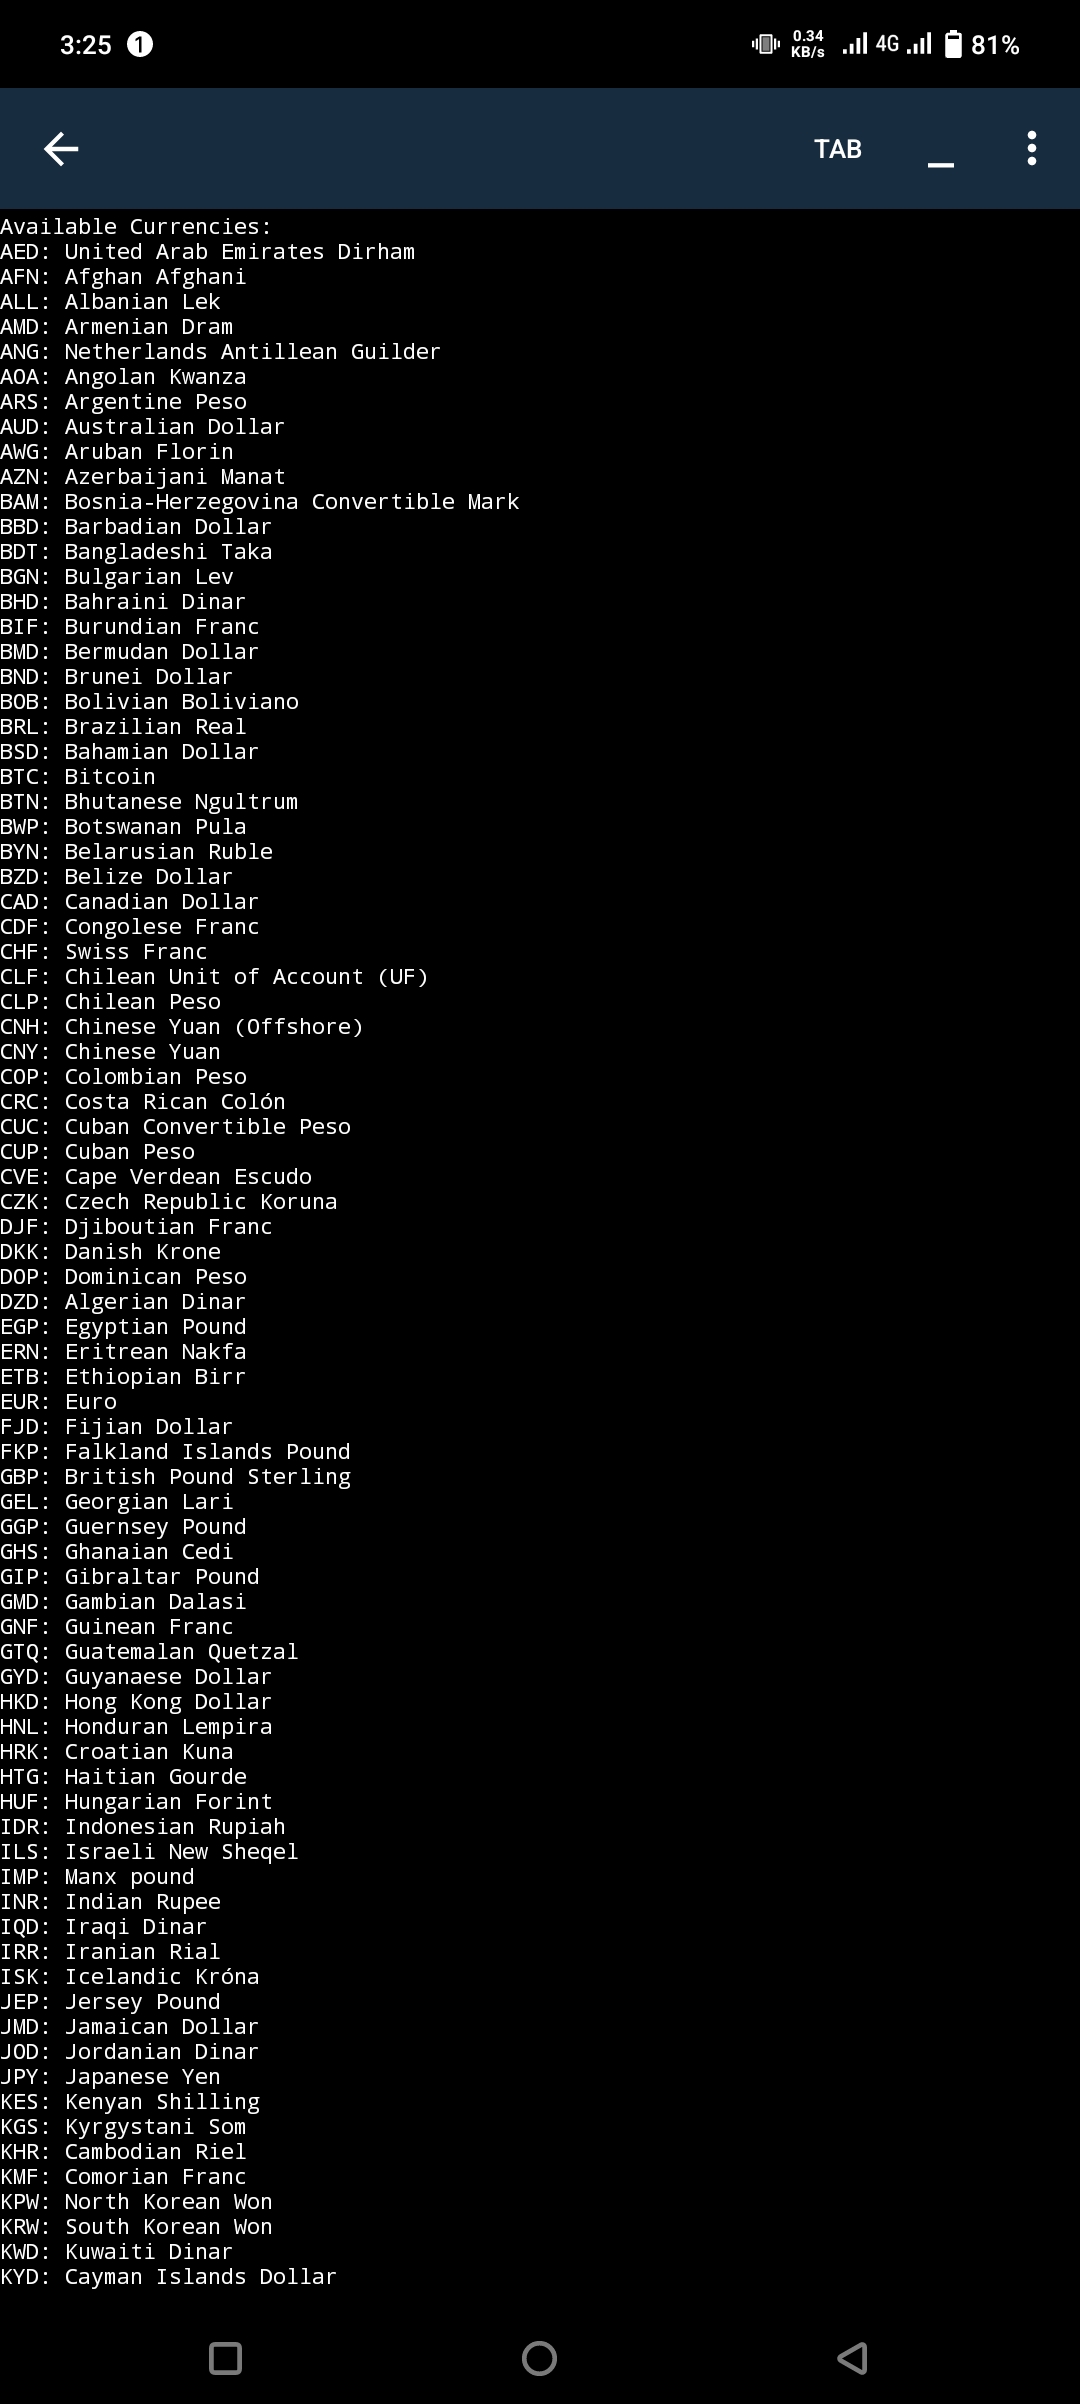 3:25 1 0.34 KB/s 4G 81%
TAB _
Available Currencies:
AED: United Arab Emirates Dirham
AFN: Afghan Afghani
ALL: Albanian Lek
AMD: Armenian Dram
ANG: Netherlands Antillean Guilder
AOA: Angolan Kwanza
ARS: Argentine Peso
AUD: Australian Dollar
AWG: Aruban Florin
AZN: Azerbaijani Manat
BAM: Bosnia-Herzegovina Convertible Mark
BBD: Barbadian Dollar
BDT: Bangladeshi Taka
BGN: Bulgarian Lev
BHD: Bahraini Dinar
BIF: Burundian Franc
BMD: Bermudan Dollar
BND: Brunei Dollar
BOB: Bolivian Boliviano
BRL: Brazilian Real
BSD: Bahamian Dollar
BTC: Bitcoin
BTN: Bhutanese Ngultrum
BWP: Botswanan Pula
BYN: Belarusian Ruble
BZD: Belize Dollar
CAD: Canadian Dollar
CDF: Congolese Franc
CHF: Swiss Franc
CLF: Chilean Unit of Account (UF)
CLP: Chilean Peso
CNH: Chinese Yuan (Offshore)
CNY: Chinese Yuan
COP: Colombian Peso
CRC: Costa Rican Colón
CUC: Cuban Convertible Peso
CUP: Cuban Peso
CVE: Cape Verdean Escudo
CZK: Czech Republic Koruna
DJF: Djiboutian Franc
DKK: Danish Krone
DOP: Dominican Peso
DZD: Algerian Dinar
EGP: Egyptian Pound
ERN: Eritrean Nakfa
ETB: Ethiopian Birr
EUR: Euro
FJD: Fijian Dollar
FKP: Falkland Islands Pound
GBP: British Pound Sterling
GEL: Georgian Lari
GGP: Guernsey Pound
GHS: Ghanaian Cedi
GIP: Gibraltar Pound
GMD: Gambian Dalasi
GNF: Guinean Franc
GTQ: Guatemalan Quetzal
GYD: Guyanaese Dollar
HKD: Hong Kong Dollar
HNL: Honduran Lempira
HRK: Croatian Kuna
HTG: Haitian Gourde
HUF: Hungarian Forint
IDR: Indonesian Rupiah
ILS: Israeli New Sheqel
IMP: Manx pound
INR: Indian Rupee
IQD: Iraqi Dinar
IRR: Iranian Rial
ISK: Icelandic Króna
JEP: Jersey Pound
JMD: Jamaican Dollar
JOD: Jordanian Dinar
JPY: Japanese Yen
KES: Kenyan Shilling
KGS: Kyrgystani Som
KHR: Cambodian Riel
KMF: Comorian Franc
KPW: North Korean Won
KRW: South Korean Won
KWD: Kuwaiti Dinar
KYD: Cayman Islands Dollar